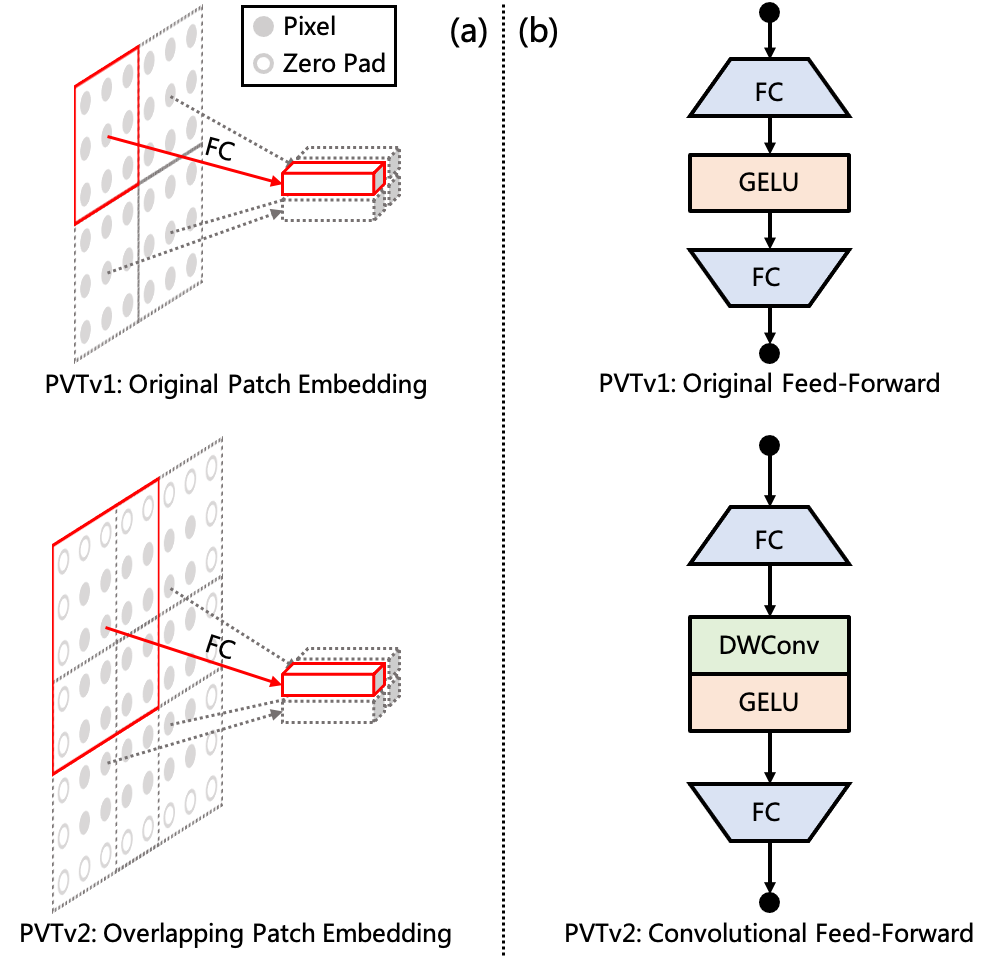 Pixel
Zero Pad
(a)
FC
PVTv1: Original Patch Embedding
FC
PVTv2: Overlapping Patch Embedding
(b)
FC
GELU
FC
PVTv1: Original Feed-Forward
FC
DWConv
GELU
FC
PVTv2: Convolutional Feed-Forward